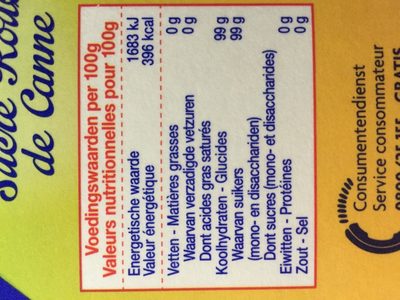 Sucre Roux
de Canne
Voedingswaarden per 100g
Valeurs nutritionnelles pour 100g
Energetische waarde 1683 kJ
Valeur énergétique 396 kcal
Vetten - Matières grasses 0 g
Waarvan verzadigde vetzuren 0 g
Dont acides gras saturés
Koolhydraten - Glucides 99 g
Waarvan suikers 99 g
(mono- en disacchariden)
Dont sucres (mono- et disaccharides)
Eiwitten - Protéines 0 g
Zout - Sel 0 g
Consumentendienst
Service consommateur
GRATIS